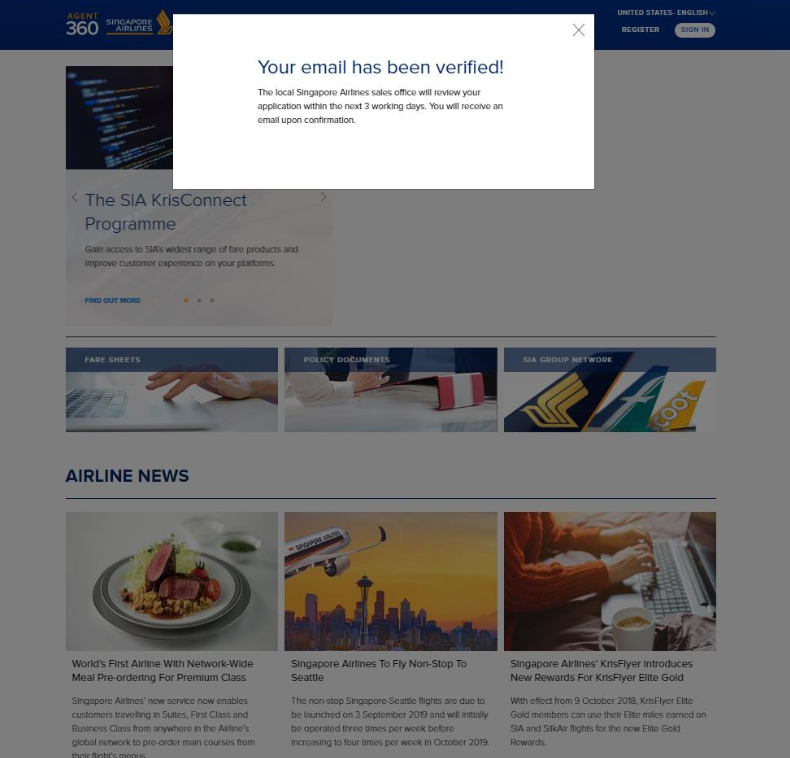 AGENT
360
SINGAPORE
AIRLINES
UNITED STATES- ENGLISH
REGISTER
SIGN IN
Your email has been verified!
The local Singapore Airlines sales office will review your
application within the next 3 working days. You will receive an
email upon confirmation.
The SIA KrisConnect
Programme
Gain access to SIA's widest range of fare products and
improve customer experience on your platforms.
FIND OUT MORE
FARE SHEETS
POLICY DOCUMENTS
SIA GROUP NETWORK
scoot
AIRLINE NEWS
SINGAPORE AIRLINES
World's First Airline With Network-Wide
Meal Pre-ordering For Premium Class
Singapore Airlines' new service now enables
customers travelling in Suites, First Class and
Business Class from anywhere in the Airline's
global network to pre-order main courses from
their flight's menus.
Singapore Airlines To Fly Non-Stop To
Seattle
The non-stop Singapore-Seattle flights are due to
be launched on 3 September 2019 and will initially
be operated three times per week before
increasing to four times per week in October 2019.
Singapore Airlines' KrisFlyer Introduces
New Rewards For KrisFlyer Elite Gold
With effect from 9 October 2018, KrisFlyer Elite
Gold members can use their Elite miles earned on
SIA and SilkAir flights for the new Elite Gold
Rewards.